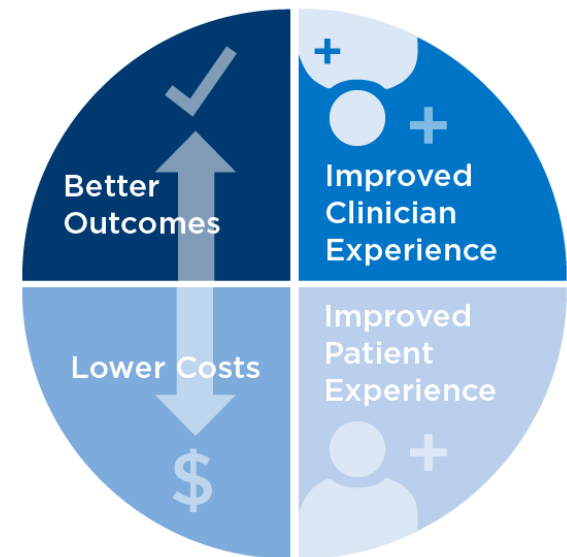 Better
Outcomes
Improved
Clinician
Experience
Lower Costs
$
Improved
Patient
Experience